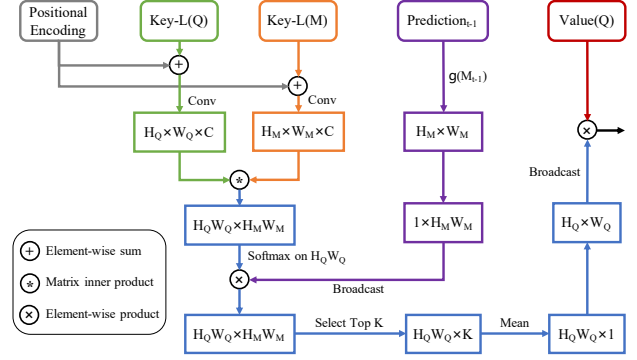 Positional
Encoding
Key-L(Q)
Key-L(M)
Prediction_{t-1}
Value(Q)
+
+
g(M_{t-1})
Conv
Conv
H_Q×W_Q×C
H_M×W_M×C
H_M×W_M
×
*
Broadcast
H_QW_Q×H_MW_M
1×H_MW_M
H_Q×W_Q
+ Element-wise sum
Softmax on H_QW_Q
* Matrix inner product
×
Broadcast
× Element-wise product
H_QW_Q×H_MW_M
Select Top K
H_QW_Q×K
Mean
H_QW_Q×1